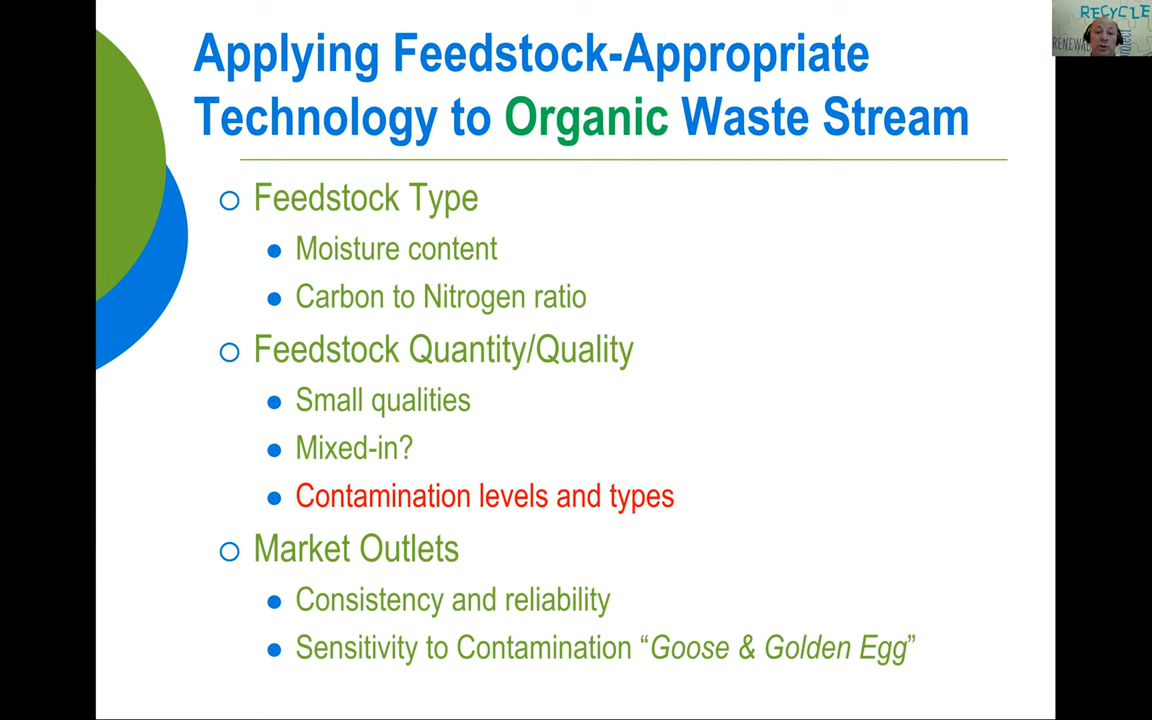 Applying Feedstock-Appropriate
Technology to Organic Waste Stream
Feedstock Type
Moisture content
Carbon to Nitrogen ratio
Feedstock Quantity/Quality
Small qualities
Mixed-in?
Contamination levels and types
Market Outlets
Consistency and reliability
Sensitivity to Contamination “Goose & Golden Egg”
RECYCLE